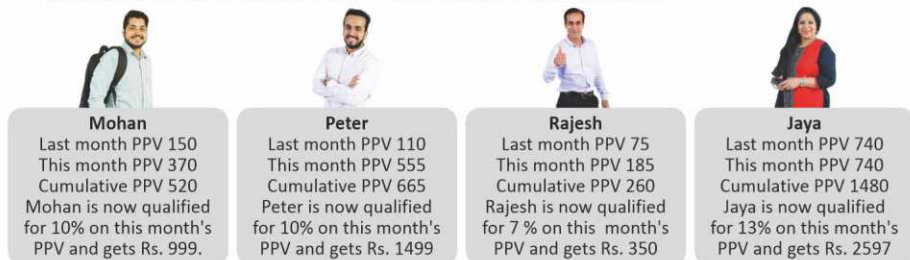 Mohan
Last month PPV 150
This month PPV 370
Cumulative PPV 520
Mohan is now qualified
for 10% on this month's
PPV and gets Rs. 999.
Peter
Last month PPV 110
This month PPV 555
Cumulative PPV 665
Peter is now qualified
for 10% on this month's
PPV and gets Rs. 1499
Rajesh
Last month PPV 75
This month PPV 185
Cumulative PPV 260
Rajesh is now qualified
for 7 % on this month's
PPV and gets Rs. 350
Jaya
Last month PPV 740
This month PPV 740
Cumulative PPV 1480
Jaya is now qualified
for 13% on this month's
PPV and gets Rs. 2597